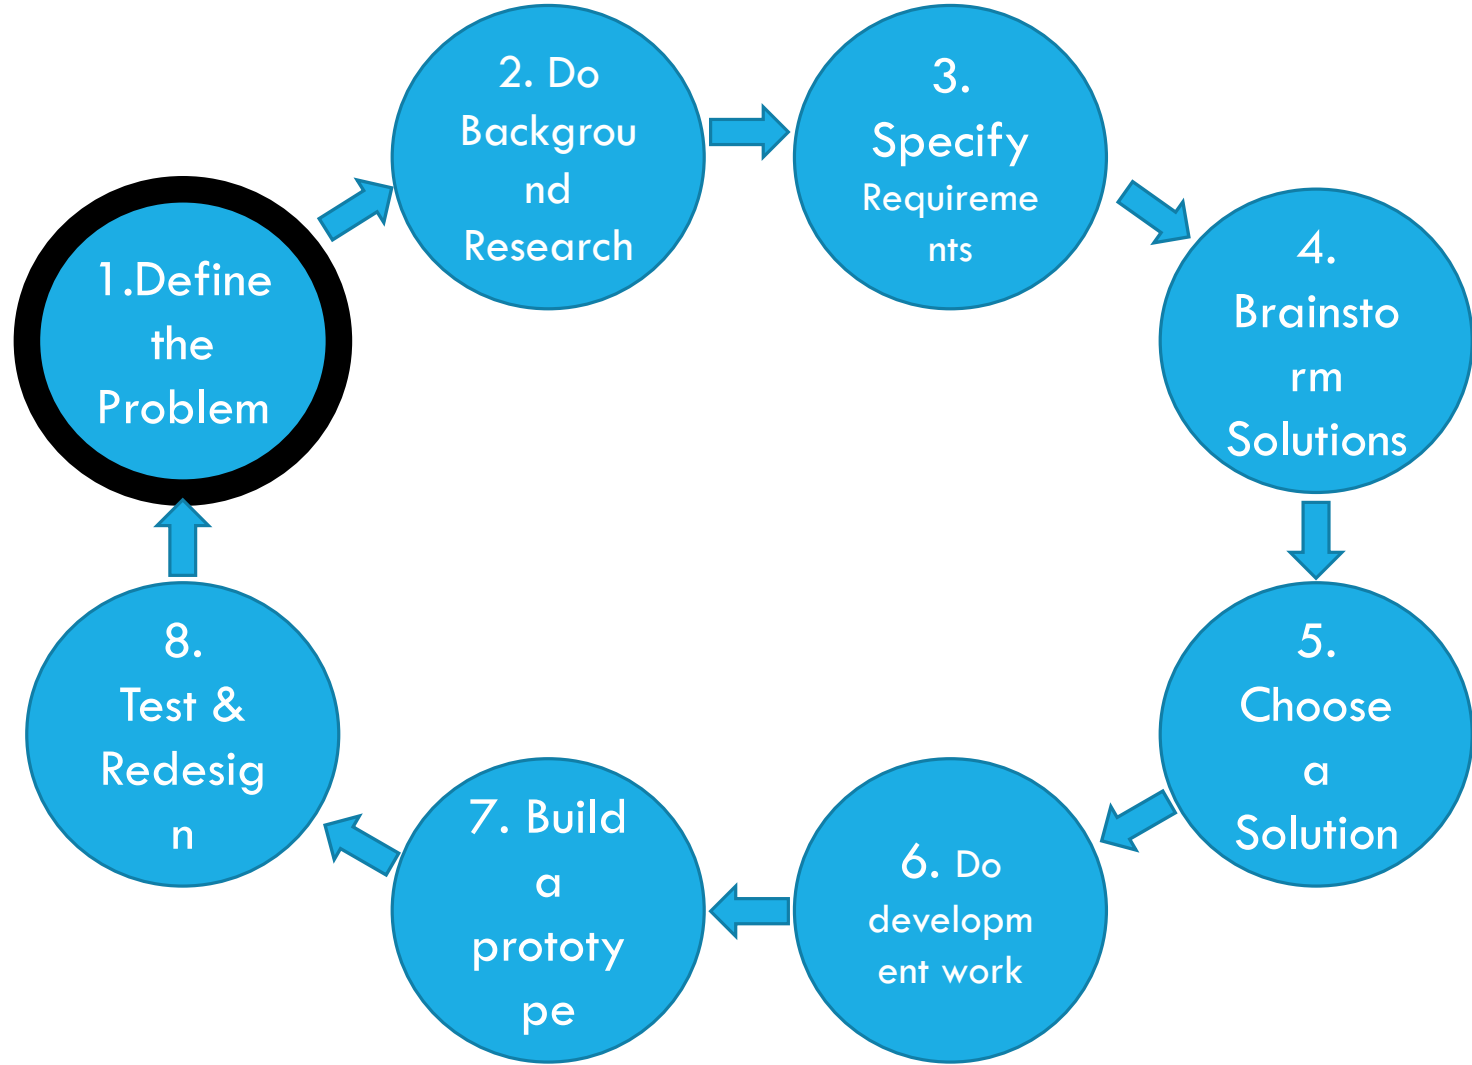 1.Define
the
Problem
2. Do
Backgrou
nd
Research
3.
Specify
Requireme
nts
4.
Brainsto
rm
Solutions
5.
Choose
a
Solution
6. Do
developm
ent work
7. Build
a
prototy
pe
8.
Test &
Redesig
n